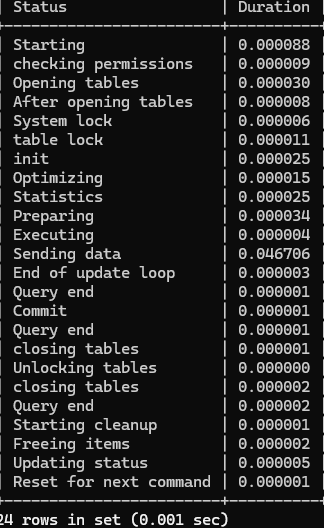 Status | Duration
Starting | 0.000088
checking permissions | 0.000009
Opening tables | 0.000030
After opening tables | 0.000008
System lock | 0.000006
table lock | 0.000011
init | 0.000025
Optimizing | 0.000015
Statistics | 0.000025
Preparing | 0.000034
Executing | 0.000004
Sending data | 0.046706
End of update loop | 0.000003
Query end | 0.000001
Commit | 0.000001
Query end | 0.000001
closing tables | 0.000001
Unlocking tables | 0.000000
closing tables | 0.000002
Query end | 0.000002
Starting cleanup | 0.000001
Freeing items | 0.000002
Updating status | 0.000005
Reset for next command | 0.000001
24 rows in set (0.001 sec)